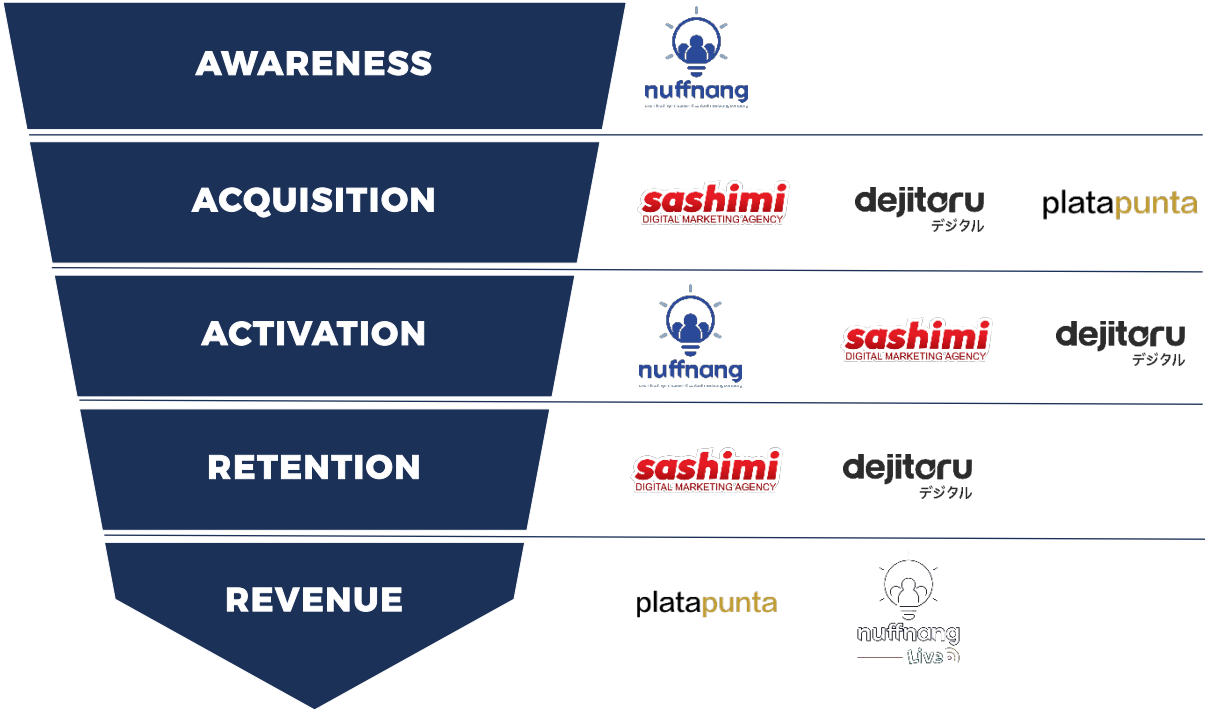 AWARENESS
nuffnang
ACQUISITION
sashimi
DIGITAL MARKETING AGENCY
dejitaru
デジタル
platapunta
ACTIVATION
nuffnang
sashimi
DIGITAL MARKETING AGENCY
dejitaru
デジタル
RETENTION
sashimi
DIGITAL MARKETING AGENCY
dejitaru
デジタル
REVENUE
platapunta
nuffnang
Live